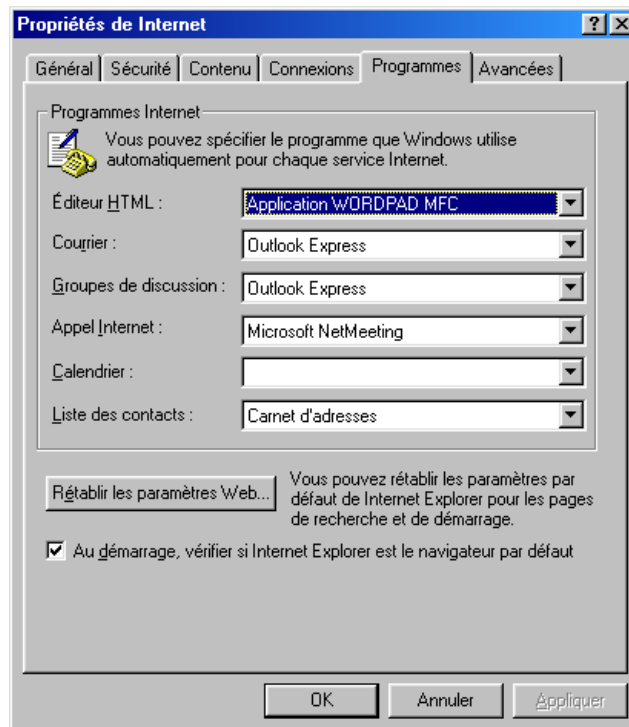 Propriétés de Internet
Général Sécurité Contenu Connexions Programmes Avancées
Programmes Internet
Vous pouvez spécifier le programme que Windows utilise
automatiquement pour chaque service Internet.
Éditeur HTML : Application WORDPAD MFC
Courrier : Outlook Express
Groupes de discussion : Outlook Express
Appel Internet : Microsoft NetMeeting
Calendrier :
Liste des contacts : Carnet d'adresses
Rétablir les paramètres Web...
Vous pouvez rétablir les paramètres par
défaut de Internet Explorer pour les pages
de recherche et de démarrage.
Au démarrage, vérifier si Internet Explorer est le navigateur par défaut
OK Annuler Appliquer